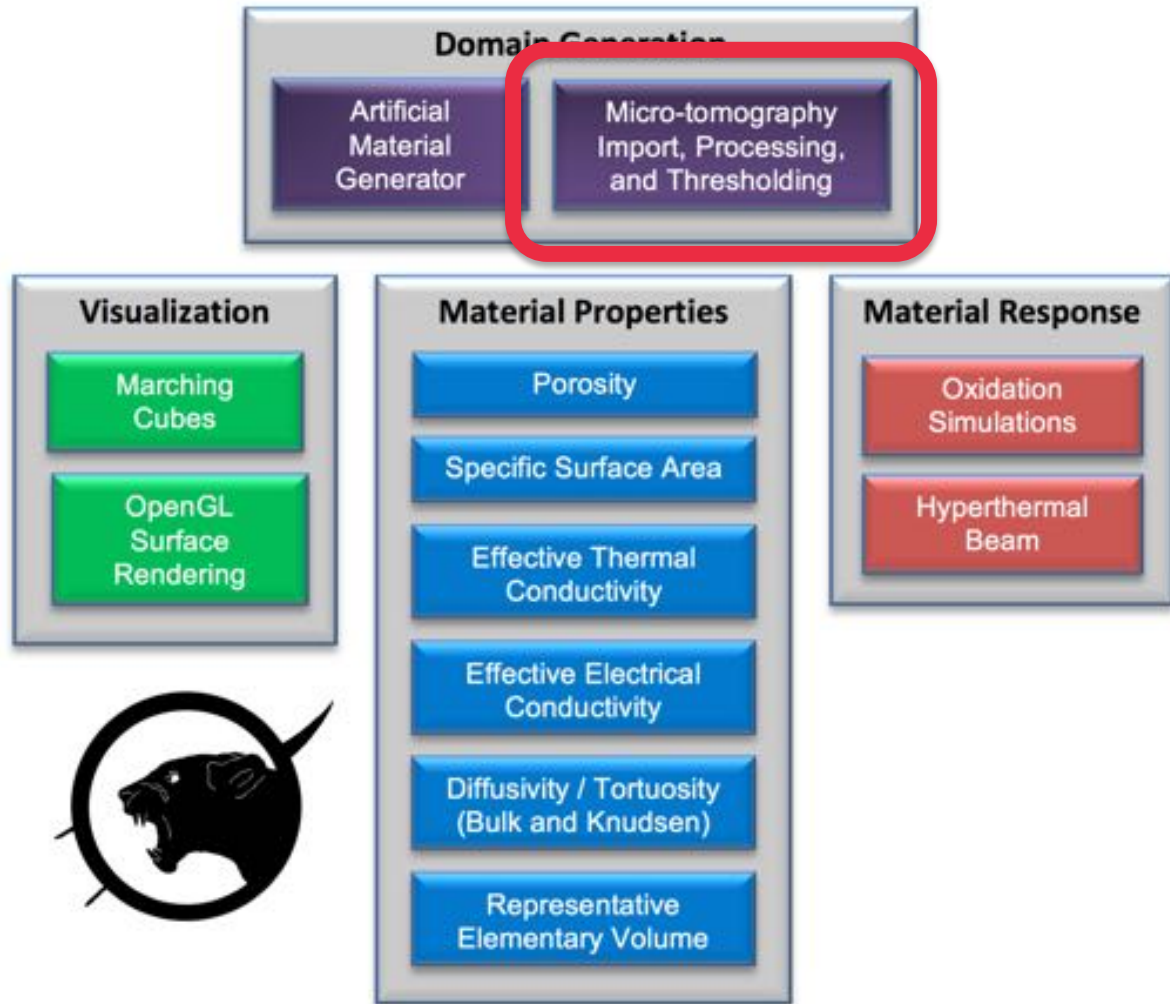 Domain Generation
Artificial
Material
Generator
Micro-tomography
Import, Processing,
and Thresholding
Visualization
Marching
Cubes
OpenGL
Surface
Rendering
Material Properties
Porosity
Specific Surface Area
Effective Thermal
Conductivity
Effective Electrical
Conductivity
Diffusivity / Tortuosity
(Bulk and Knudsen)
Representative
Elementary Volume
Material Response
Oxidation
Simulations
Hyperthermal
Beam